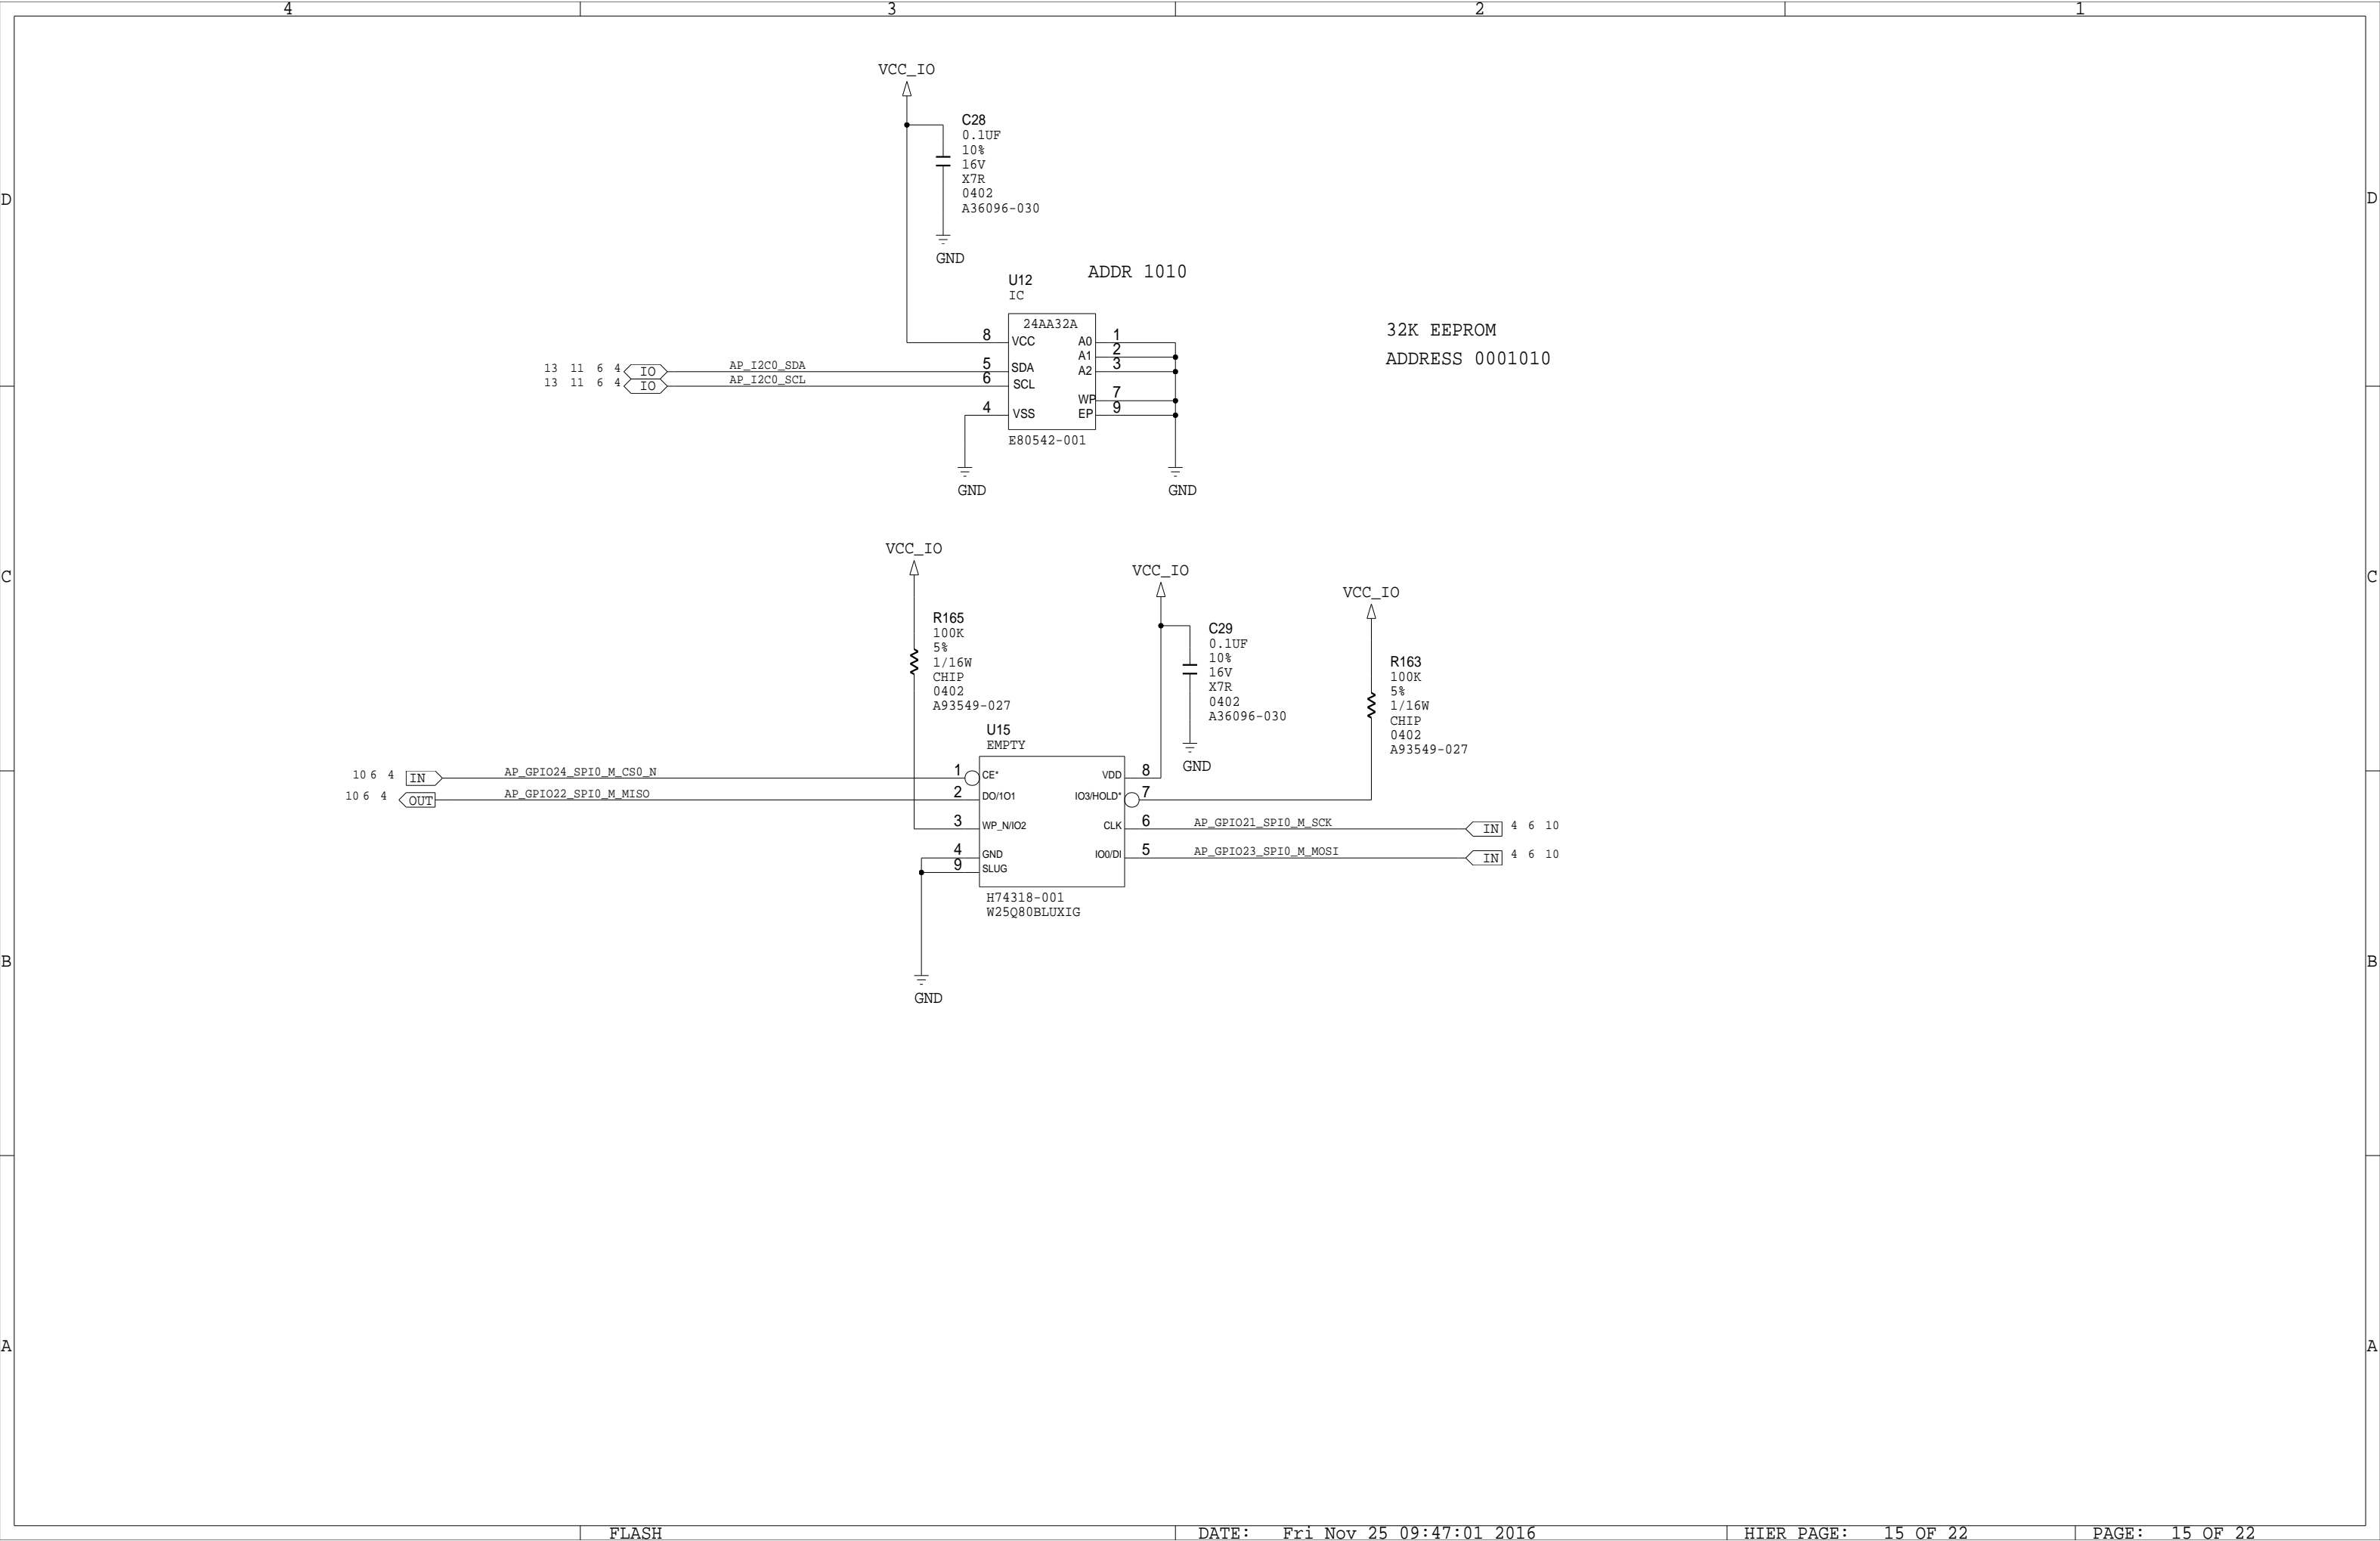 4 3 2 1
VCC_IO
C28
0.1UF
10%
16V
X7R
0402
A36096-030
D D
GND
ADDR 1010
U12
IC
24AA32A
8 VCC A0 1
A1 2
13 11 6 4 IO AP_I2C0_SDA 5 SDA A2 3
13 11 6 4 IO AP_I2C0_SCL 6 SCL
WP 7
4 VSS EP 9
E80542-001
32K EEPROM
ADDRESS 0001010
GND GND
VCC_IO
VCC_IO
VCC_IO
C C
R165
100K
5%
1/16W
CHIP
0402
A93549-027
C29
0.1UF
10%
16V
X7R
0402
A36096-030
R163
100K
5%
1/16W
CHIP
0402
A93549-027
GND
U15
EMPTY
10 6 4 IN AP_GPIO24_SPI0_M_CS0_N 1 CE* VDD 8
10 6 4 OUT AP_GPIO22_SPI0_M_MISO 2 DO/1O1 IO3/HOLD* 7
3 WP_N/IO2 CLK 6 AP_GPIO21_SPI0_M_SCK IN 4 6 10
4 GND IO0/DI 5 AP_GPIO23_SPI0_M_MOSI IN 4 6 10
9 SLUG
H74318-001
W25Q80BLUXIG
B B
GND
A A
FLASH DATE: Fri Nov 25 09:47:01 2016 HIER PAGE: 15 OF 22 PAGE: 15 OF 22